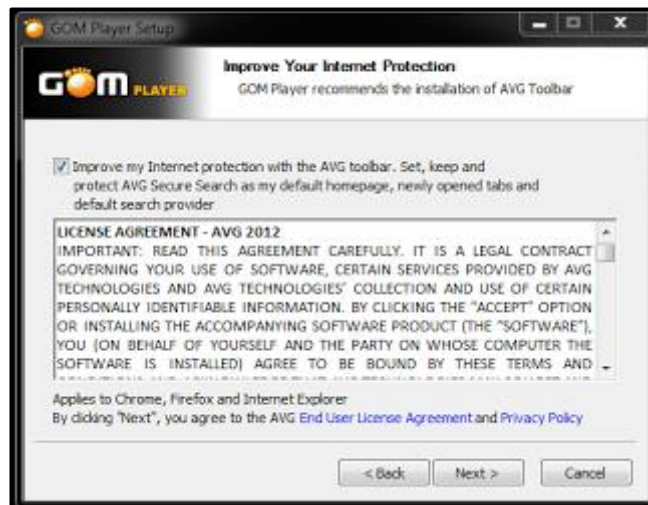 GOM Player Setup
GOM PLAYER
Improve Your Internet Protection
GOM Player recommends the installation of AVG Toolbar
Improve my Internet protection with the AVG toolbar. Set, keep and
protect AVG Secure Search as my default homepage, newly opened tabs and
default search provider
LICENSE AGREEMENT - AVG 2012
IMPORTANT: READ THIS AGREEMENT CAREFULLY. IT IS A LEGAL CONTRACT
GOVERNING YOUR USE OF SOFTWARE, CERTAIN SERVICES PROVIDED BY AVG
TECHNOLOGIES AND AVG TECHNOLOGIES' COLLECTION AND USE OF CERTAIN
PERSONALLY IDENTIFIABLE INFORMATION. BY CLICKING THE "ACCEPT" OPTION
OR INSTALLING THE ACCOMPANYING SOFTWARE PRODUCT (THE "SOFTWARE"),
YOU (ON BEHALF OF YOURSELF AND THE PARTY ON WHOSE COMPUTER THE
SOFTWARE IS INSTALLED) AGREE TO BE BOUND BY THESE TERMS AND
Applies to Chrome, Firefox and Internet Explorer
By clicking "Next", you agree to the AVG End User License Agreement and Privacy Policy
< Back
Next >
Cancel